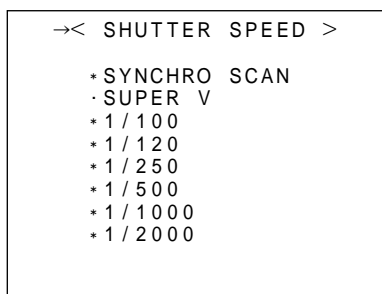 →< SHUTTER SPEED >
*SYNCHRO SCAN
·SUPER V
*1/100
*1/120
*1/250
*1/500
*1/1000
*1/2000